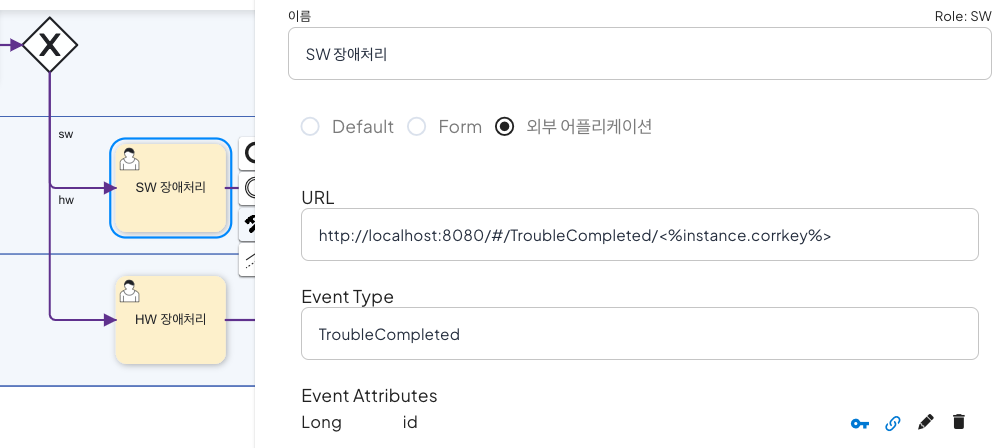 이름
Role: SW
SW 장애처리
Default
Form
외부 어플리케이션
sw
SW 장애처리
hw
HW 장애처리
URL
http://localhost:8080/#/TroubleCompleted/<%instance.corrkey%>
Event Type
TroubleCompleted
Event Attributes
Long id